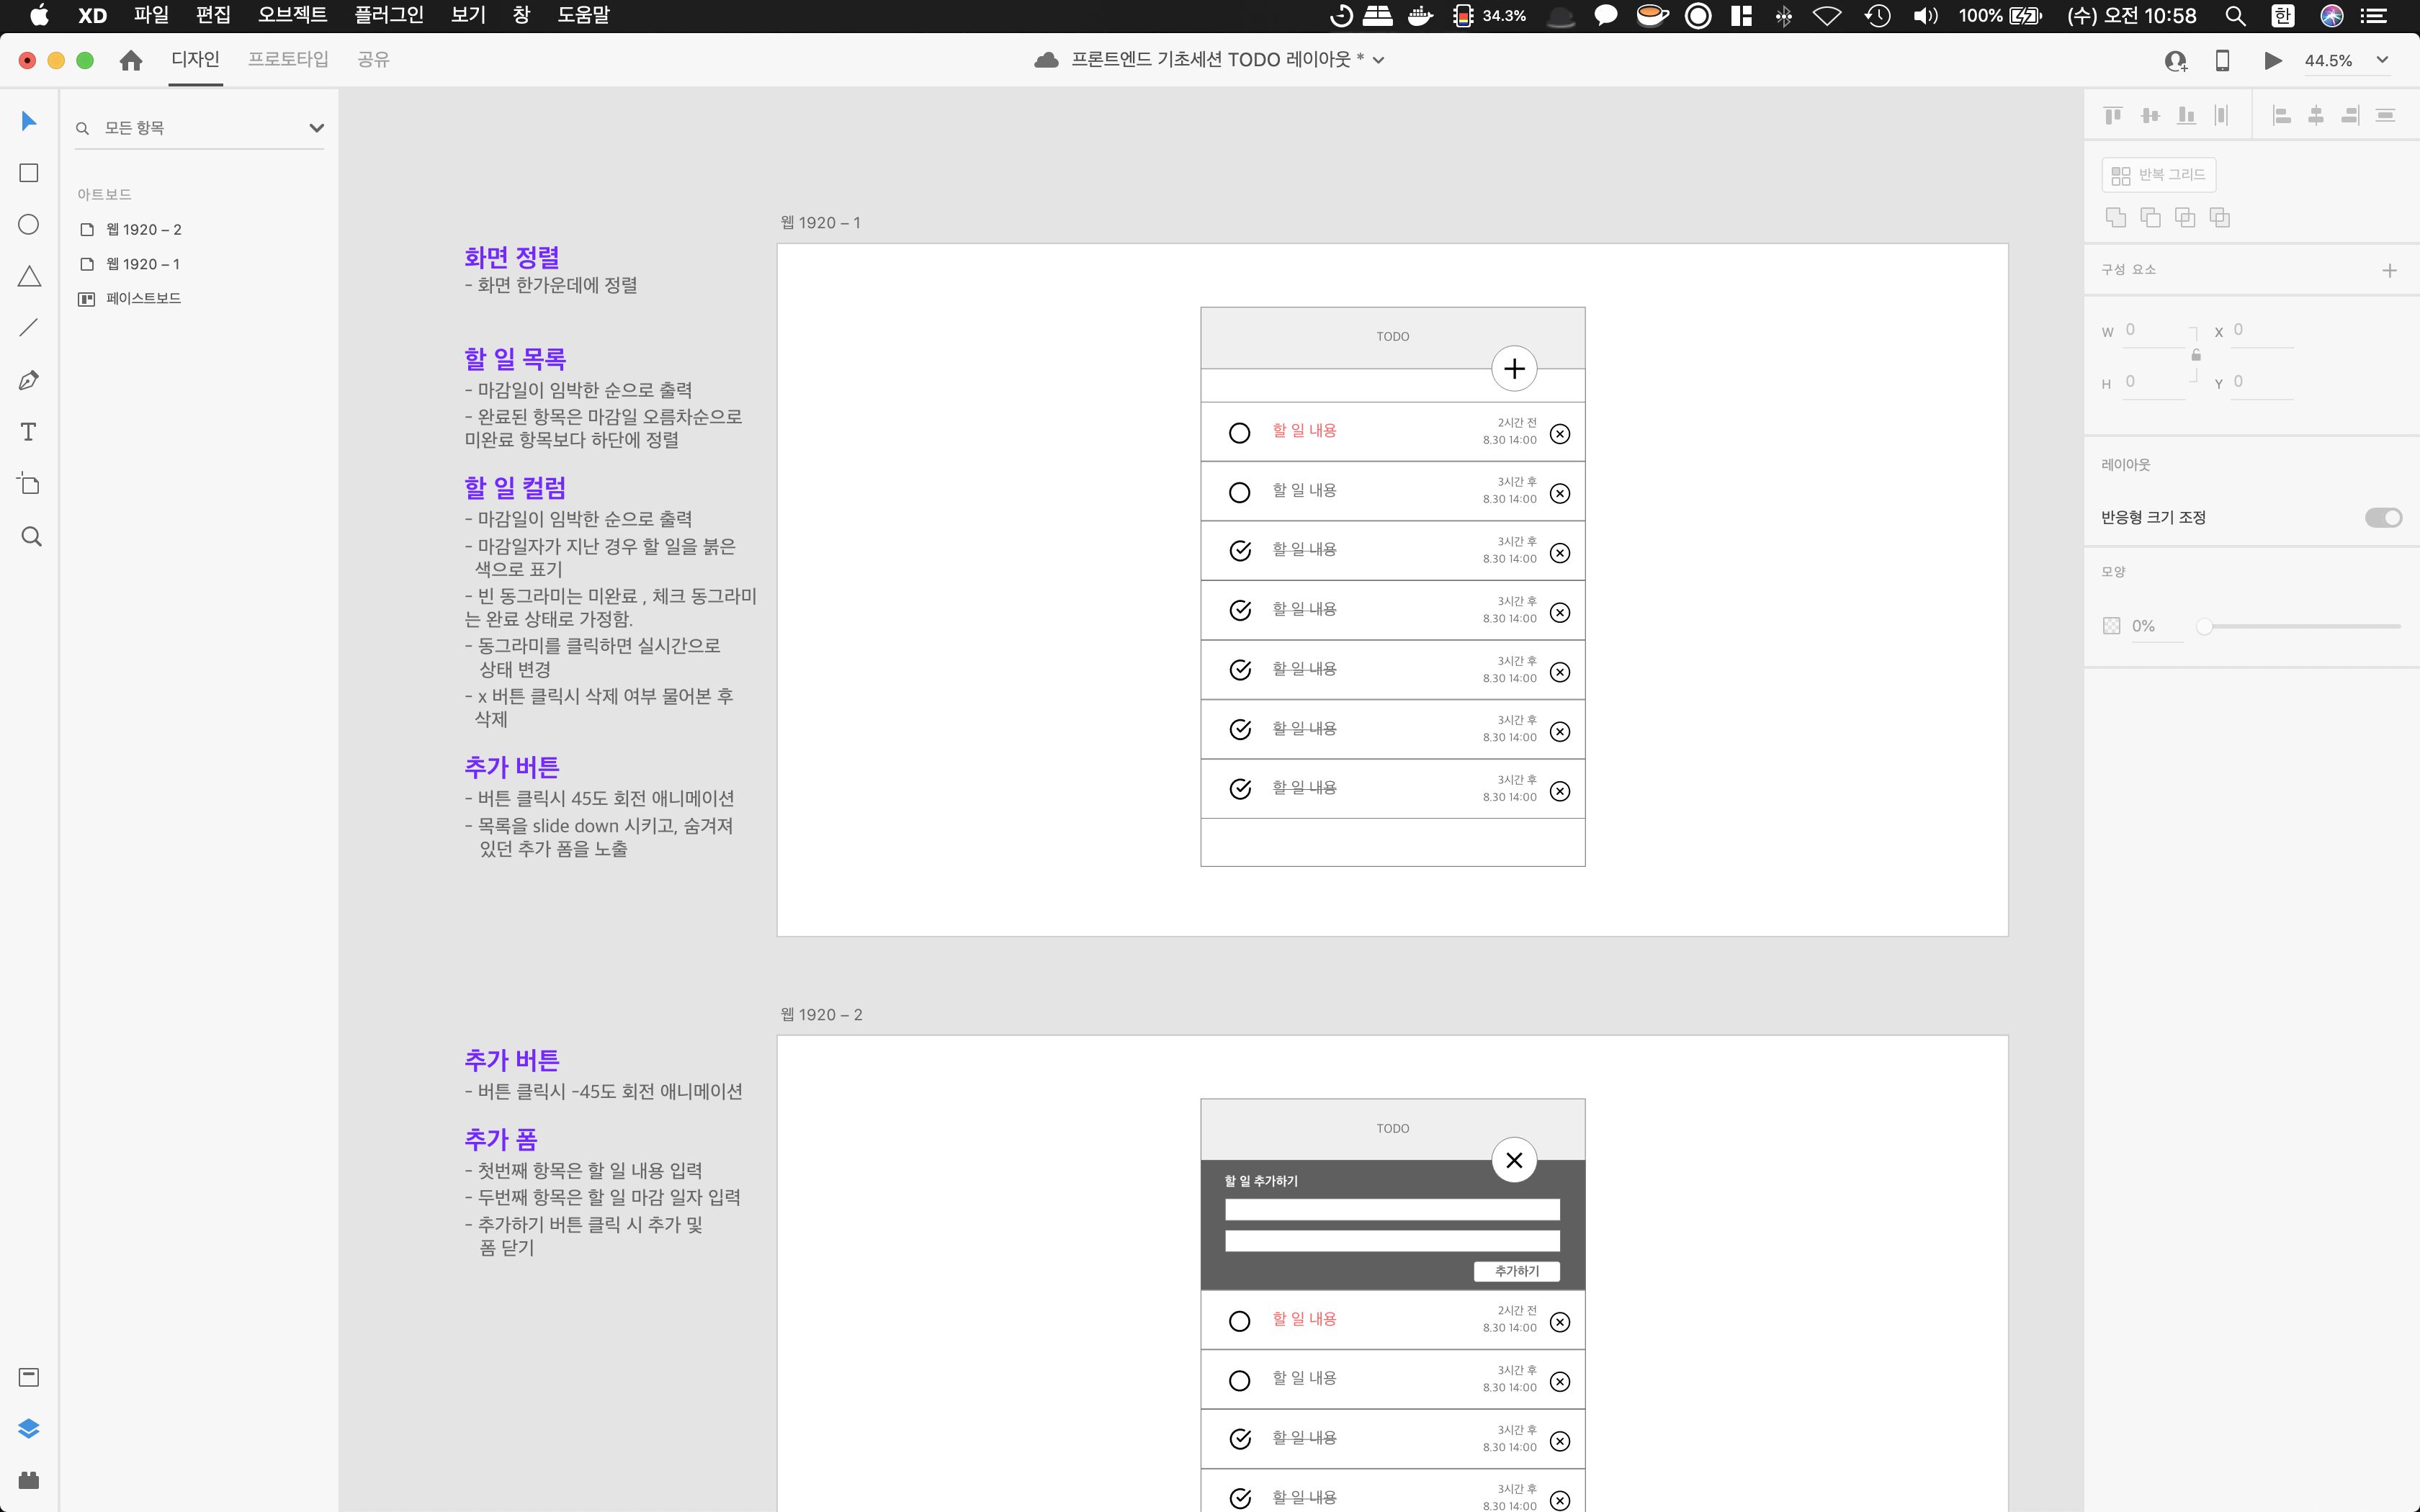 XD 파일 편집 오브젝트 플러그인 보기 창 도움말 34.3% 100% (수) 오전 10:58 한
디자인 프로토타입 공유 프론트엔드 기초세션 TODO 레이아웃 * 44.5%
모든 항목
아트보드
웹 1920 – 2
웹 1920 – 1
페이스트보드
화면 정렬
- 화면 한가운데에 정렬
할 일 목록
- 마감일이 임박한 순으로 출력
- 완료된 항목은 마감일 오름차순으로
미완료 항목보다 하단에 정렬
할 일 컬럼
- 마감일이 임박한 순으로 출력
- 마감일자가 지난 경우 할 일을 붉은
색으로 표기
- 빈 동그라미는 미완료 , 체크 동그라미
는 완료 상태로 가정함.
- 동그라미를 클릭하면 실시간으로
상태 변경
- x 버튼 클릭시 삭제 여부 물어본 후
삭제
추가 버튼
- 버튼 클릭시 45도 회전 애니메이션
- 목록을 slide down 시키고, 숨겨져
있던 추가 폼을 노출
웹 1920 – 1
TODO
할 일 내용 2시간 전
8.30 14:00
할 일 내용 3시간 후
8.30 14:00
할 일 내용 3시간 후
8.30 14:00
할 일 내용 3시간 후
8.30 14:00
할 일 내용 3시간 후
8.30 14:00
할 일 내용 3시간 후
8.30 14:00
할 일 내용 3시간 후
8.30 14:00
추가 버튼
- 버튼 클릭시 -45도 회전 애니메이션
추가 폼
- 첫번째 항목은 할 일 내용 입력
- 두번째 항목은 할 일 마감 일자 입력
- 추가하기 버튼 클릭 시 추가 및
폼 닫기
웹 1920 – 2
TODO
할 일 추가하기
추가하기
할 일 내용 2시간 전
8.30 14:00
할 일 내용 3시간 후
8.30 14:00
할 일 내용 3시간 후
8.30 14:00
할 일 내용 3시간 후
8.30 14:00
반복 그리드
구성 요소
W 0 X 0
H 0 Y 0
레이아웃
반응형 크기 조정
모양
0%